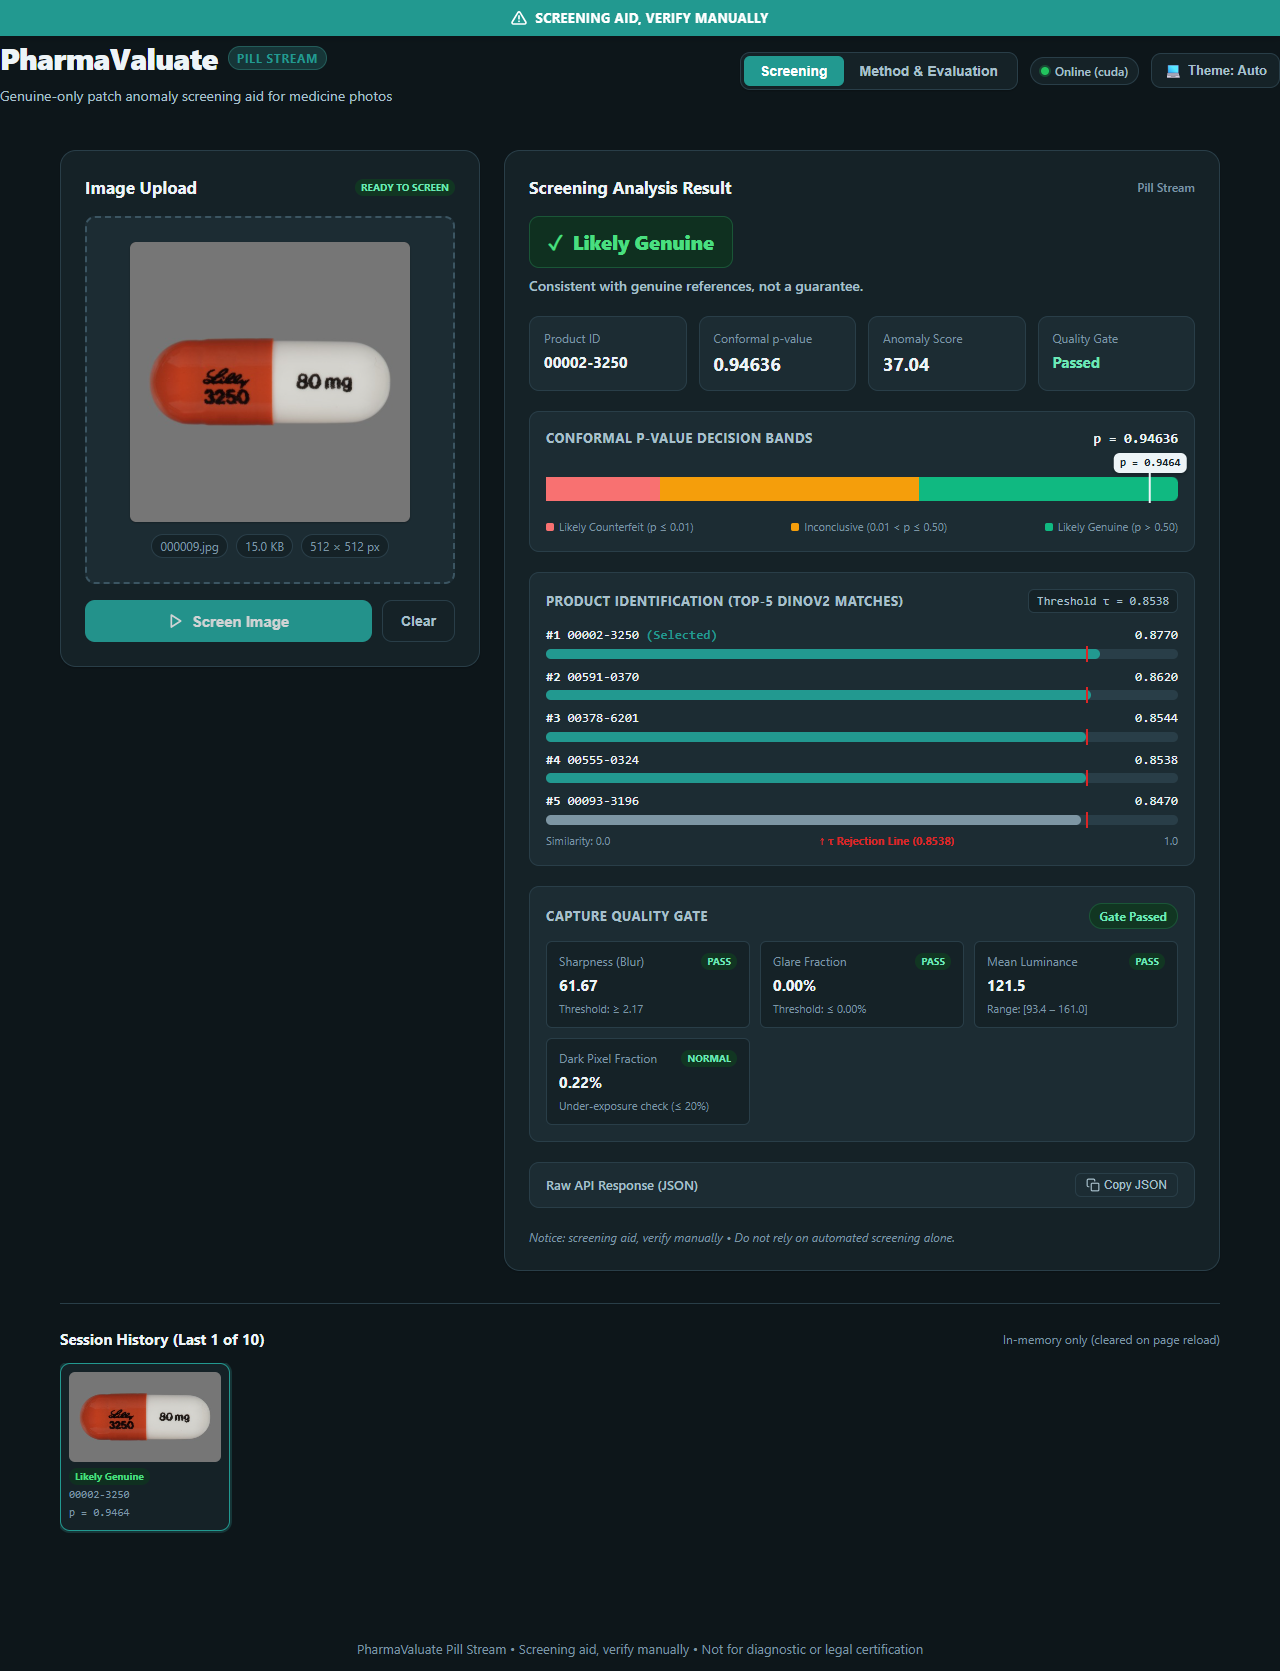 SCREENING AID, VERIFY MANUALLY
PharmaValuate
PILL STREAM
Genuine-only patch anomaly screening aid for medicine photos
Screening
Method & Evaluation
Online (cuda)
Theme: Auto
Image Upload
READY TO SCREEN
Lilly
3250
80 mg
000009.jpg
15.0 KB
512 × 512 px
Screen Image
Clear
Screening Analysis Result
Pill Stream
✓ Likely Genuine
Consistent with genuine references, not a guarantee.
Product ID
00002-3250
Conformal p-value
0.94636
Anomaly Score
37.04
Quality Gate
Passed
CONFORMAL P-VALUE DECISION BANDS
p = 0.94636
p = 0.9464
Likely Counterfeit (p ≤ 0.01)
Inconclusive (0.01 < p ≤ 0.50)
Likely Genuine (p > 0.50)
PRODUCT IDENTIFICATION (TOP-5 DINOV2 MATCHES)
Threshold τ = 0.8538
#1 00002-3250 (Selected)
0.8770
#2 00591-0370
0.8620
#3 00378-6201
0.8544
#4 00555-0324
0.8538
#5 00093-3196
0.8470
Similarity: 0.0
↑ τ Rejection Line (0.8538)
1.0
CAPTURE QUALITY GATE
Gate Passed
Sharpness (Blur)
PASS
61.67
Threshold: ≥ 2.17
Glare Fraction
PASS
0.00%
Threshold: ≤ 0.00%
Mean Luminance
PASS
121.5
Range: [93.4 – 161.0]
Dark Pixel Fraction
NORMAL
0.22%
Under-exposure check (≤ 20%)
Raw API Response (JSON)
Copy JSON
Notice: screening aid, verify manually • Do not rely on automated screening alone.
Session History (Last 1 of 10)
In-memory only (cleared on page reload)
Lilly
3250
80 mg
Likely Genuine
00002-3250
p = 0.9464
PharmaValuate Pill Stream • Screening aid, verify manually • Not for diagnostic or legal certification